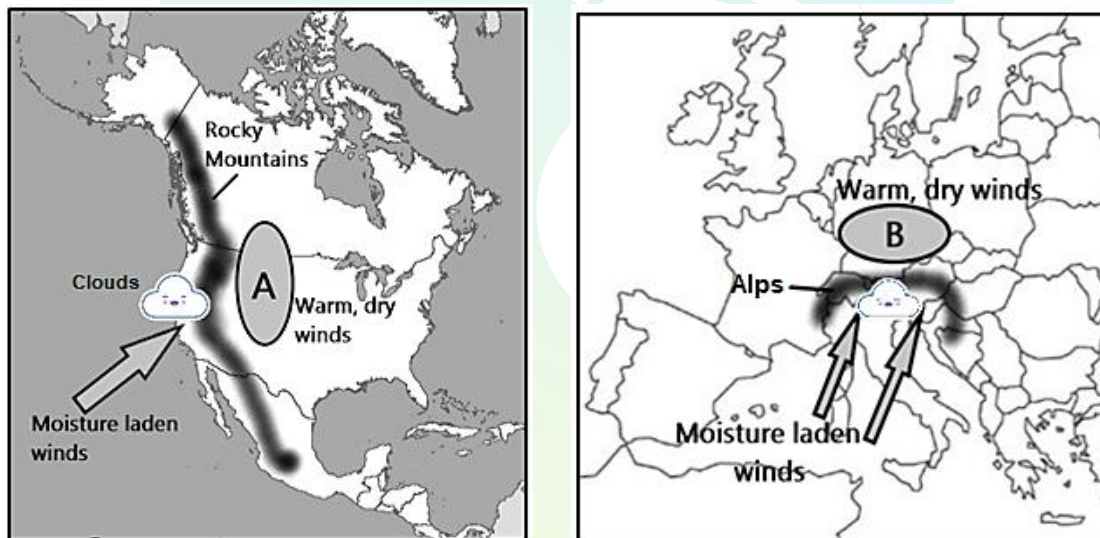 Rocky
Mountains
Clouds
A
Warm, dry
winds
Moisture laden
winds
Warm, dry winds
B
Alps
Moisture laden
winds